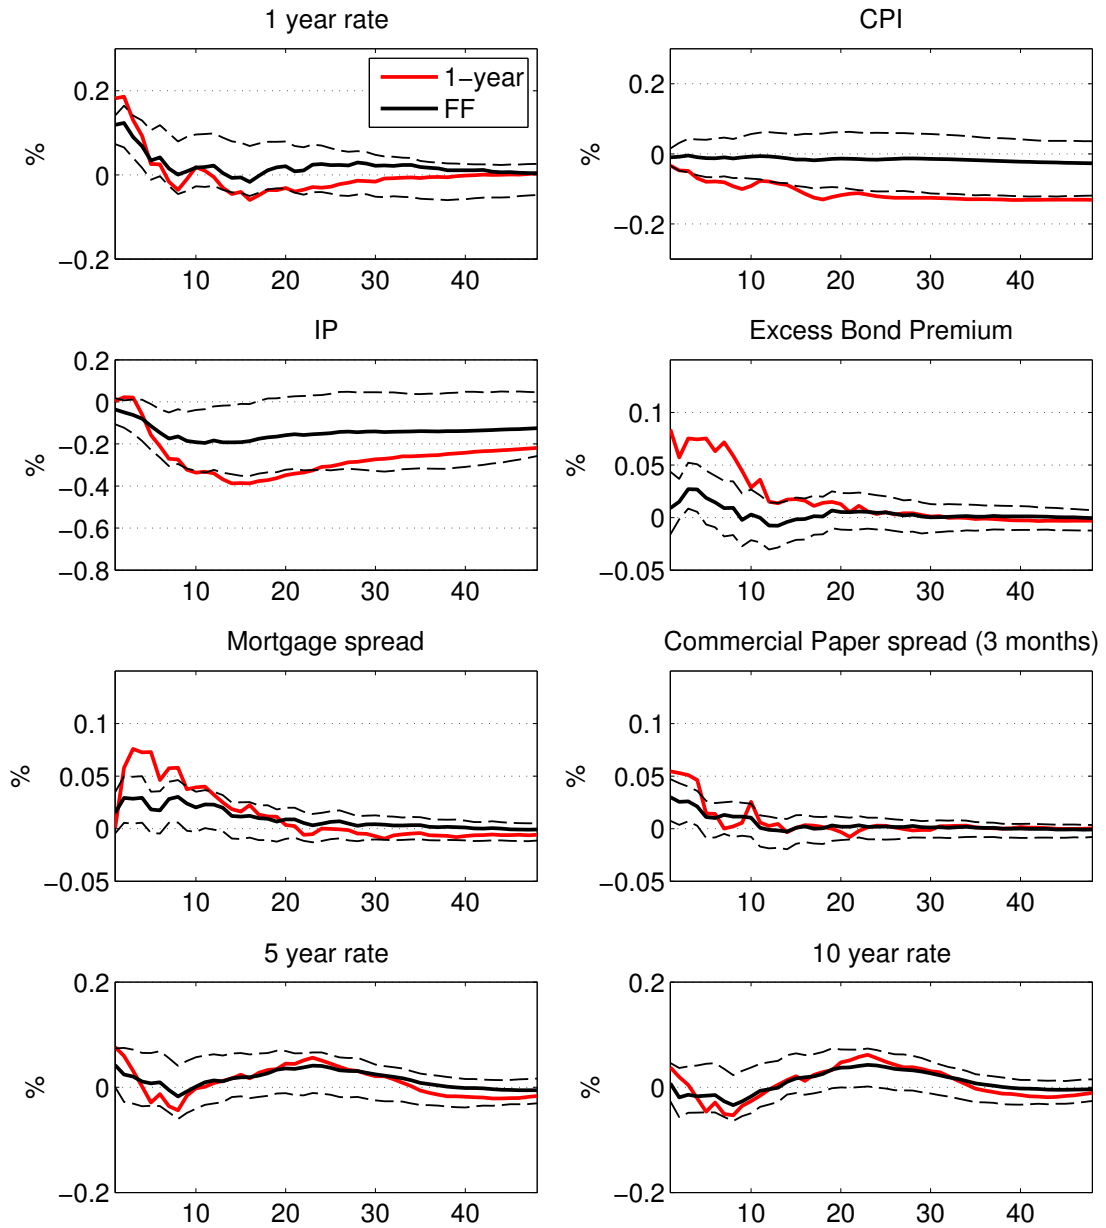 1 year rate
0.2
0
−0.2
%
10 20 30 40
1−year
FF
CPI
0.2
0
−0.2
%
10 20 30 40
IP
0.2
0
−0.2
−0.4
−0.6
−0.8
%
10 20 30 40
Excess Bond Premium
0.1
0.05
0
−0.05
%
10 20 30 40
Mortgage spread
0.1
0.05
0
−0.05
%
10 20 30 40
Commercial Paper spread (3 months)
0.1
0.05
0
−0.05
%
10 20 30 40
5 year rate
0.2
0
−0.2
%
10 20 30 40
10 year rate
0.2
0
−0.2
%
10 20 30 40